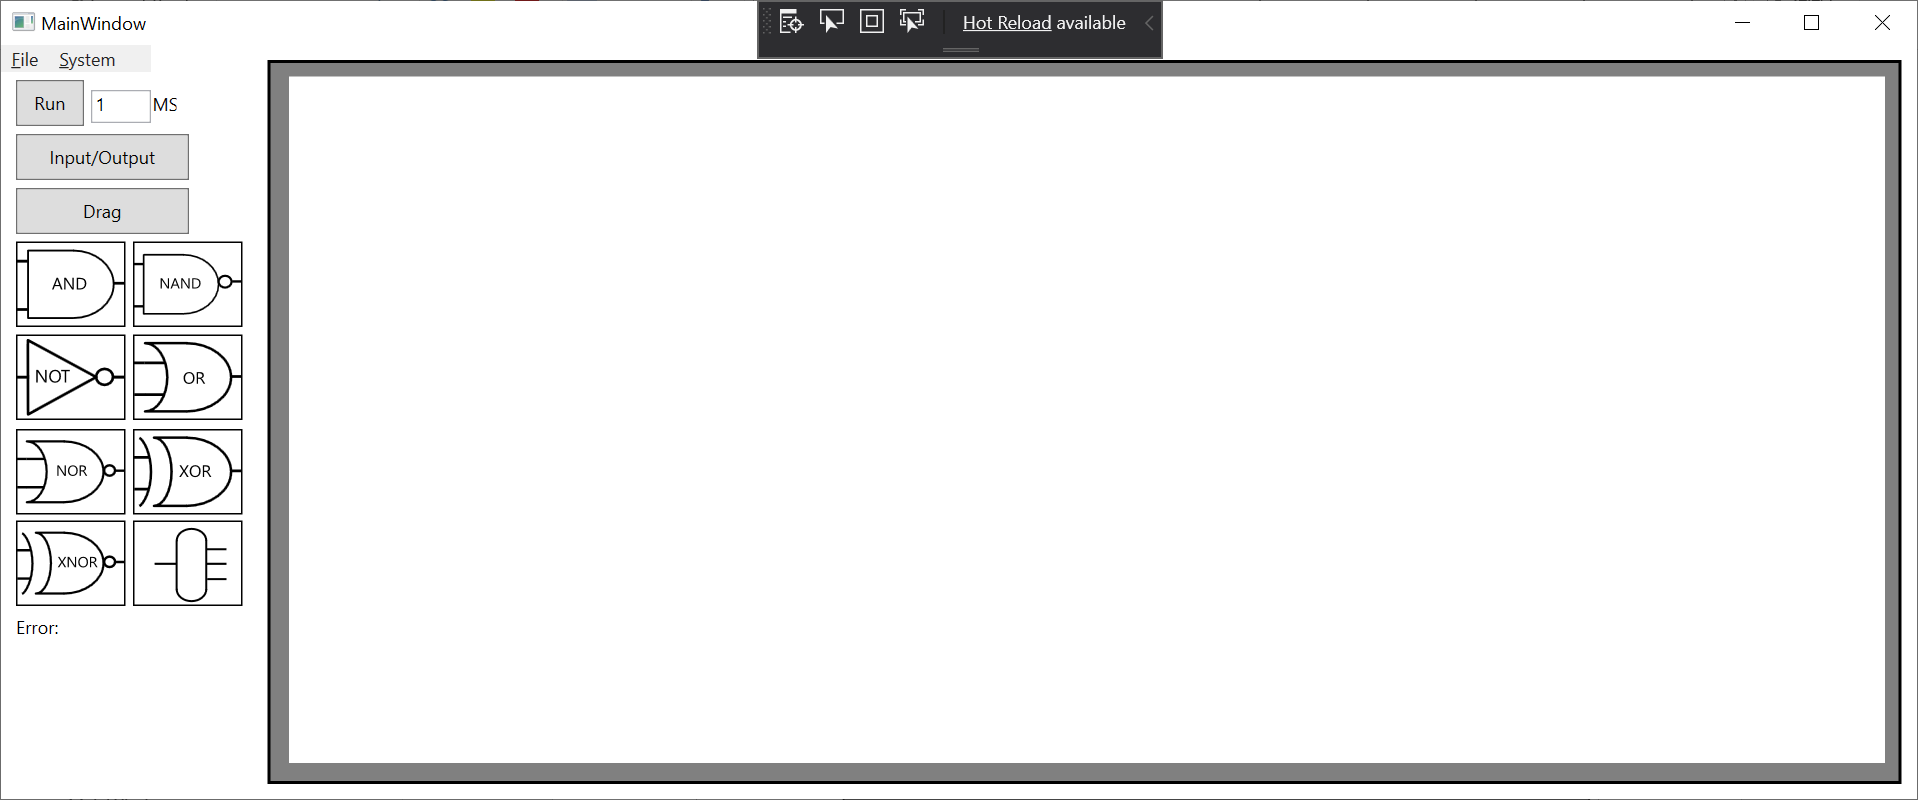 MainWindow
Hot Reload available
File System
Run 1 MS
Input/Output
Drag
AND NAND
NOT OR
NOR XOR
XNOR
Error: